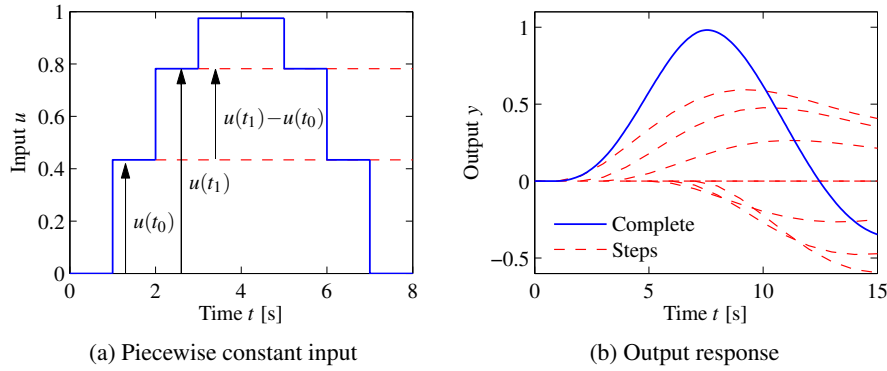 1
0.8
0.6
0.4
0.2
0
Input u
0 2 4 6 8
Time t [s]
u(t₁)−u(t₀)
u(t₁)
u(t₀)
(a) Piecewise constant input
1
0.5
0
−0.5
Output y
0 5 10 15
Time t [s]
Complete
Steps
(b) Output response